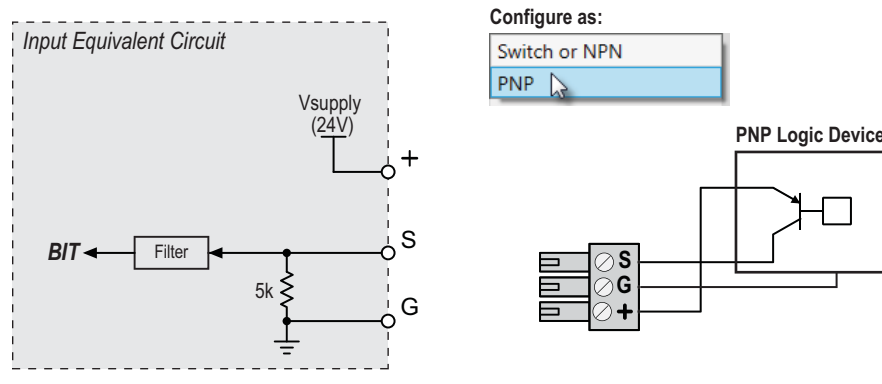 Input Equivalent Circuit
Vsupply
(24V)
+
S
BIT
Filter
5k
G
Configure as:
Switch or NPN
PNP
PNP Logic Device
S
G
+